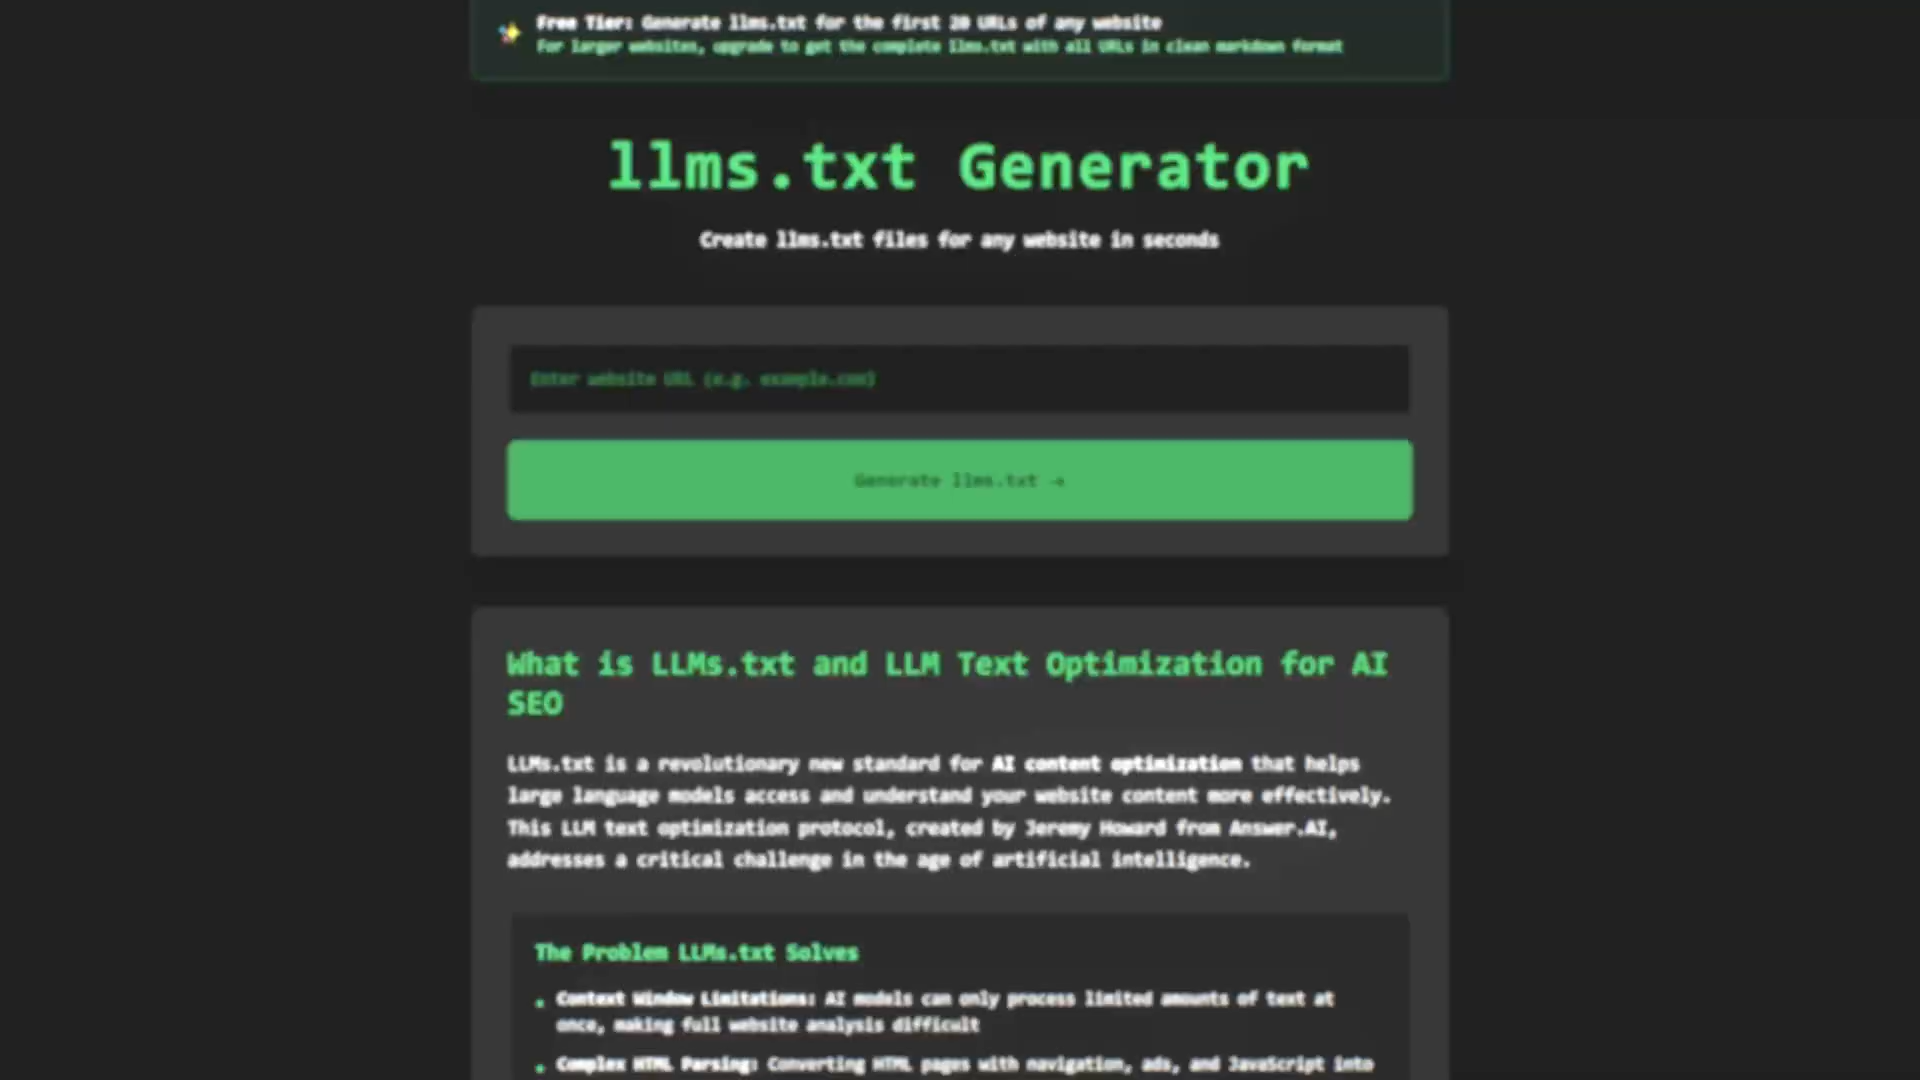 Free Tier: Generate llms.txt for the first 20 URLs of any website
For larger websites, upgrade to get the complete llms.txt with all URLs in clean markdown format
llms.txt Generator
Create llms.txt files for any website in seconds
Enter website URL (e.g. example.com)
Generate llms.txt →
What is LLMs.txt and LLM Text Optimization for AI
SEO
LLMs.txt is a revolutionary new standard for AI content optimization that helps
large language models access and understand your website content more effectively.
This LLM text optimization protocol, created by Jeremy Howard from Answer.AI,
addresses a critical challenge in the age of artificial intelligence.
The Problem LLMs.txt Solves
• Context Window Limitations: AI models can only process limited amounts of text at
once, making full website analysis difficult
• Complex HTML Parsing: Converting HTML pages with navigation, ads, and JavaScript into